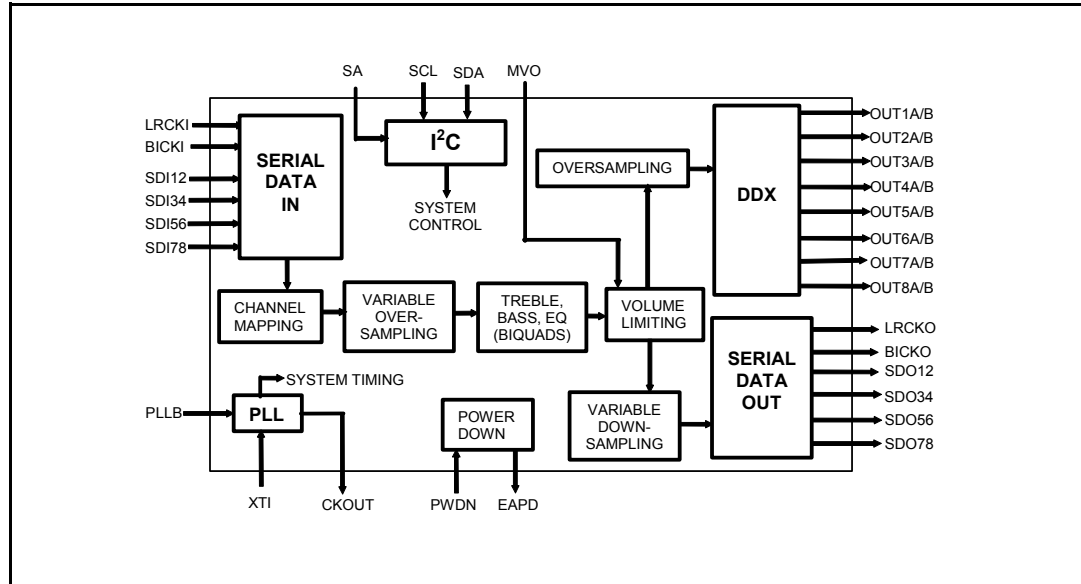 SA
SCL
SDA
MVO
LRCKI
BICKI
SDI12
SDI34
SDI56
SDI78
SERIAL
DATA
IN
I²C
SYSTEM
CONTROL
OVERSAMPLING
DDX
OUT1A/B
OUT2A/B
OUT3A/B
OUT4A/B
OUT5A/B
OUT6A/B
OUT7A/B
OUT8A/B
CHANNEL
MAPPING
VARIABLE
OVER-
SAMPLING
TREBLE,
BASS, EQ
(BIQUADS)
VOLUME
LIMITING
SERIAL
DATA
OUT
LRCKO
BICKO
SDO12
SDO34
SDO56
SDO78
SYSTEM TIMING
PLLB
PLL
POWER
DOWN
VARIABLE
DOWN-
SAMPLING
XTI
CKOUT
PWDN
EAPD